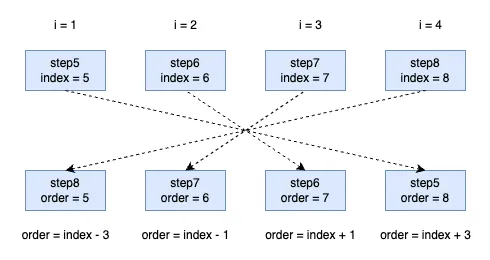 i = 1 i = 2 i = 3 i = 4
step5 step6 step7 step8
index = 5 index = 6 index = 7 index = 8
step8 step7 step6 step5
order = 5 order = 6 order = 7 order = 8
order = index - 3 order = index - 1 order = index + 1 order = index + 3